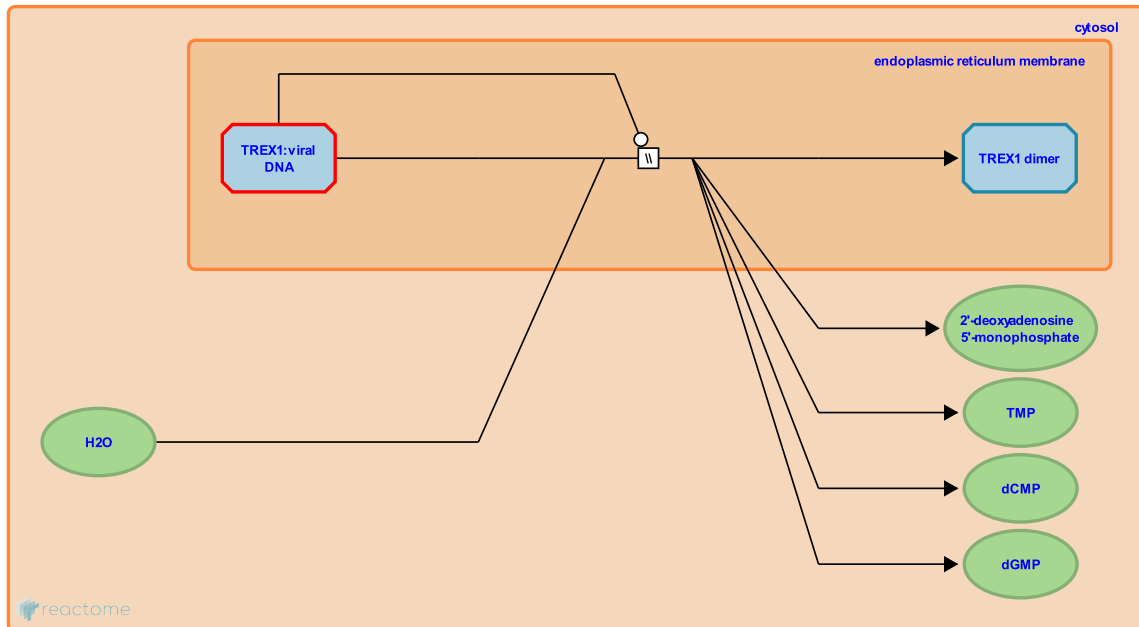 cytosol
endoplasmic reticulum membrane
TREX1:viral
DNA
\\
TREX1 dimer
2'-deoxyadenosine
5'-monophosphate
TMP
H2O
dCMP
dGMP
reactome